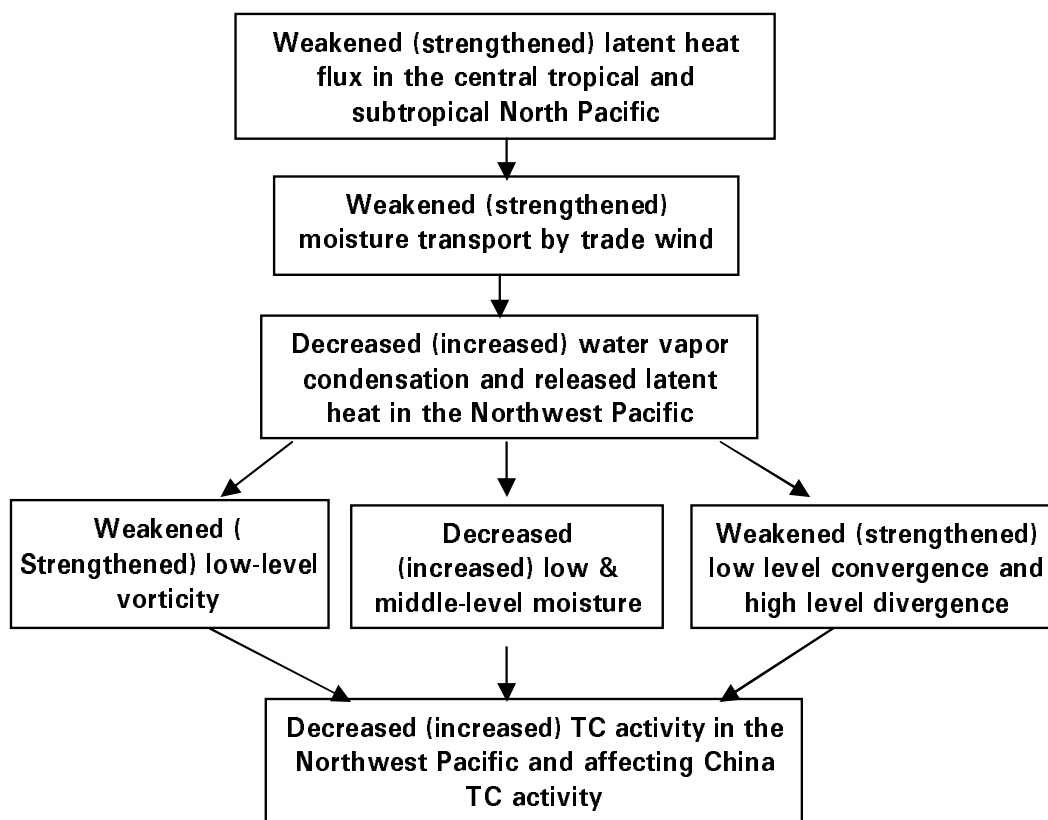 Weakened (strengthened) latent heat
flux in the central tropical and
subtropical North Pacific
Weakened (strengthened)
moisture transport by trade wind
Decreased (increased) water vapor
condensation and released latent
heat in the Northwest Pacific
Weakened (
Strengthened) low-level
vorticity
Decreased
(increased) low &
middle-level moisture
Weakened (strengthened)
low level convergence and
high level divergence
Decreased (increased) TC activity in the
Northwest Pacific and affecting China
TC activity